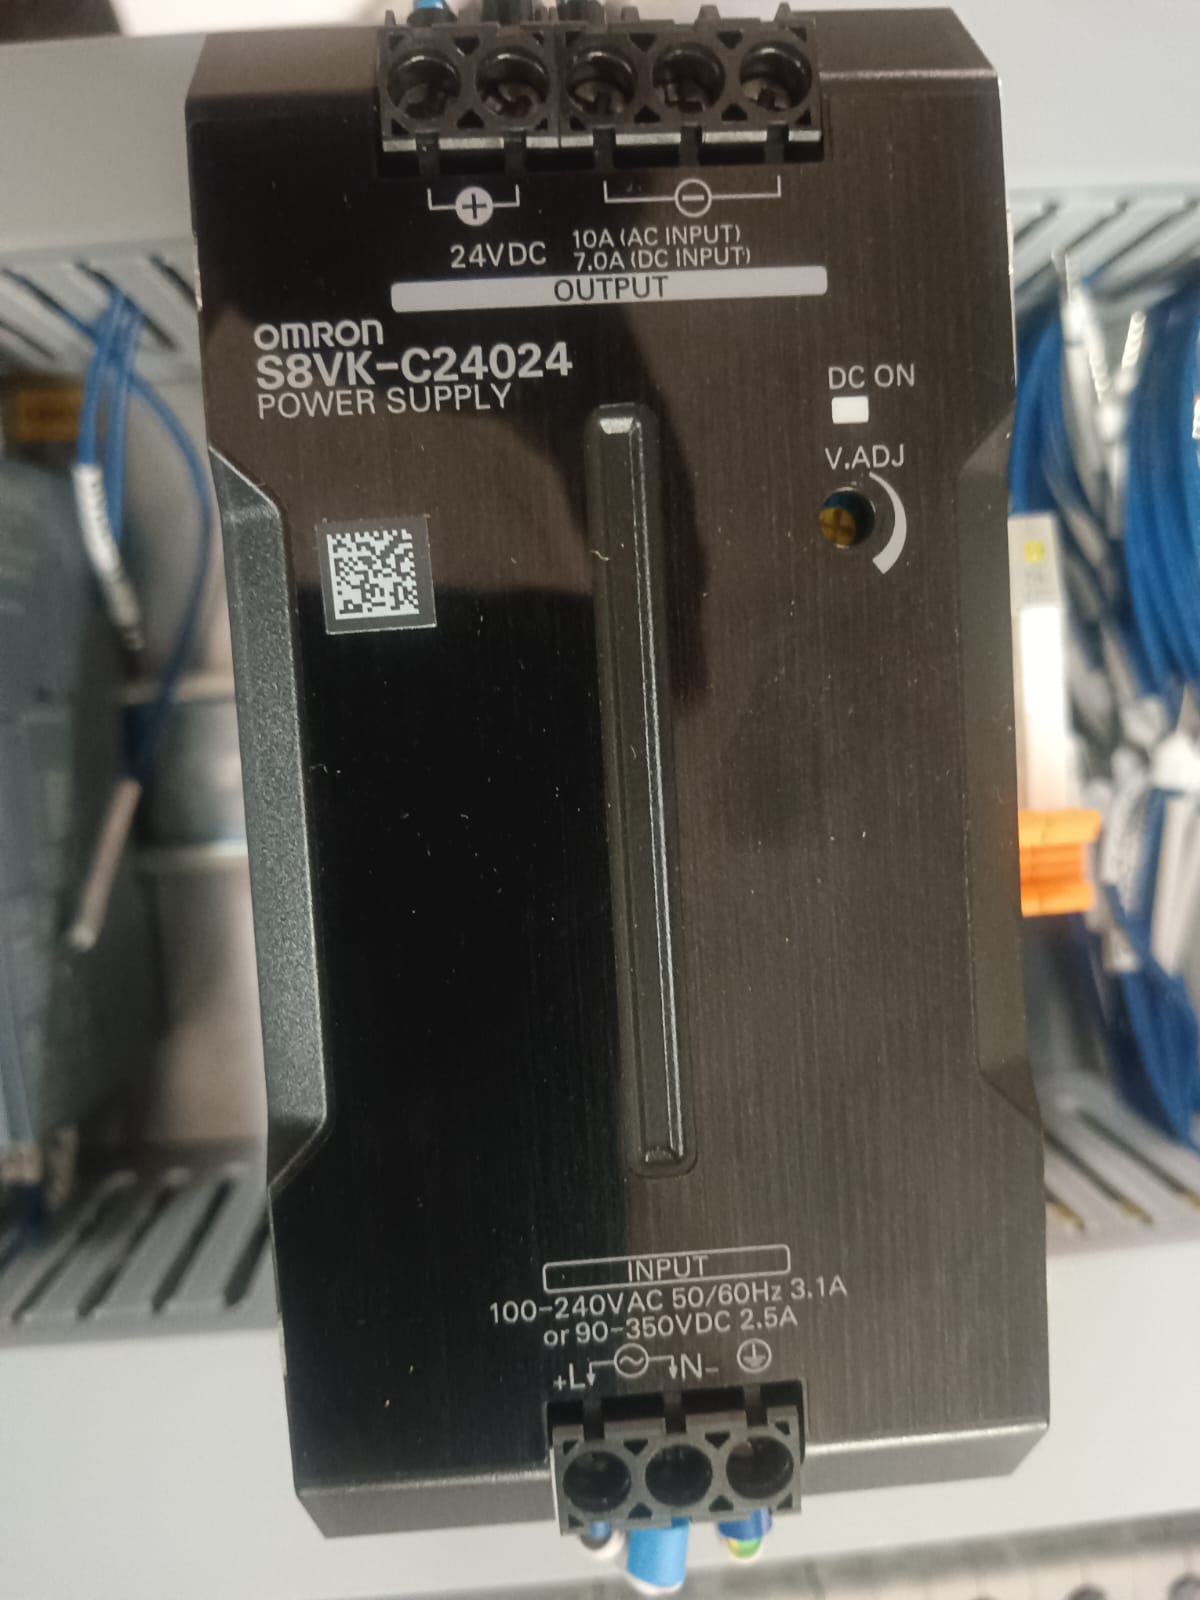 + −
24VDC 10A (AC INPUT)
7.0A (DC INPUT)
OUTPUT
OMRON
S8VK-C24024
POWER SUPPLY
DC ON
V.ADJ
INPUT
100-240VAC 50/60Hz 3.1A
or 90-350VDC 2.5A
+L ~ N-